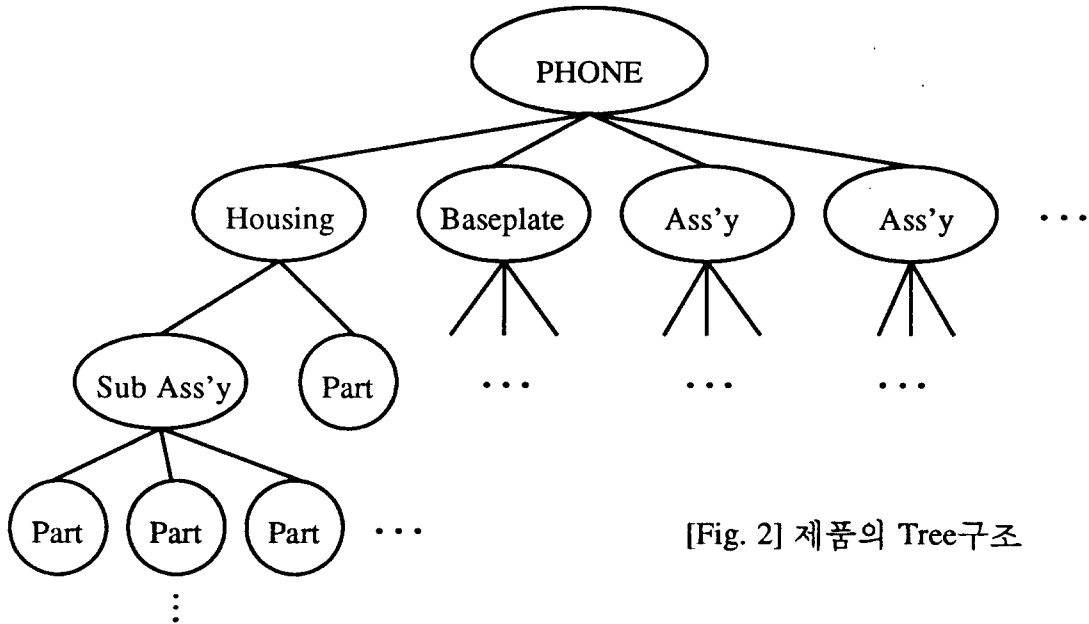 PHONE
Housing
Baseplate
Ass'y
Ass'y
...
Sub Ass'y
Part
...
...
...
Part
Part
Part
...
...
[Fig. 2] 제품의 Tree구조